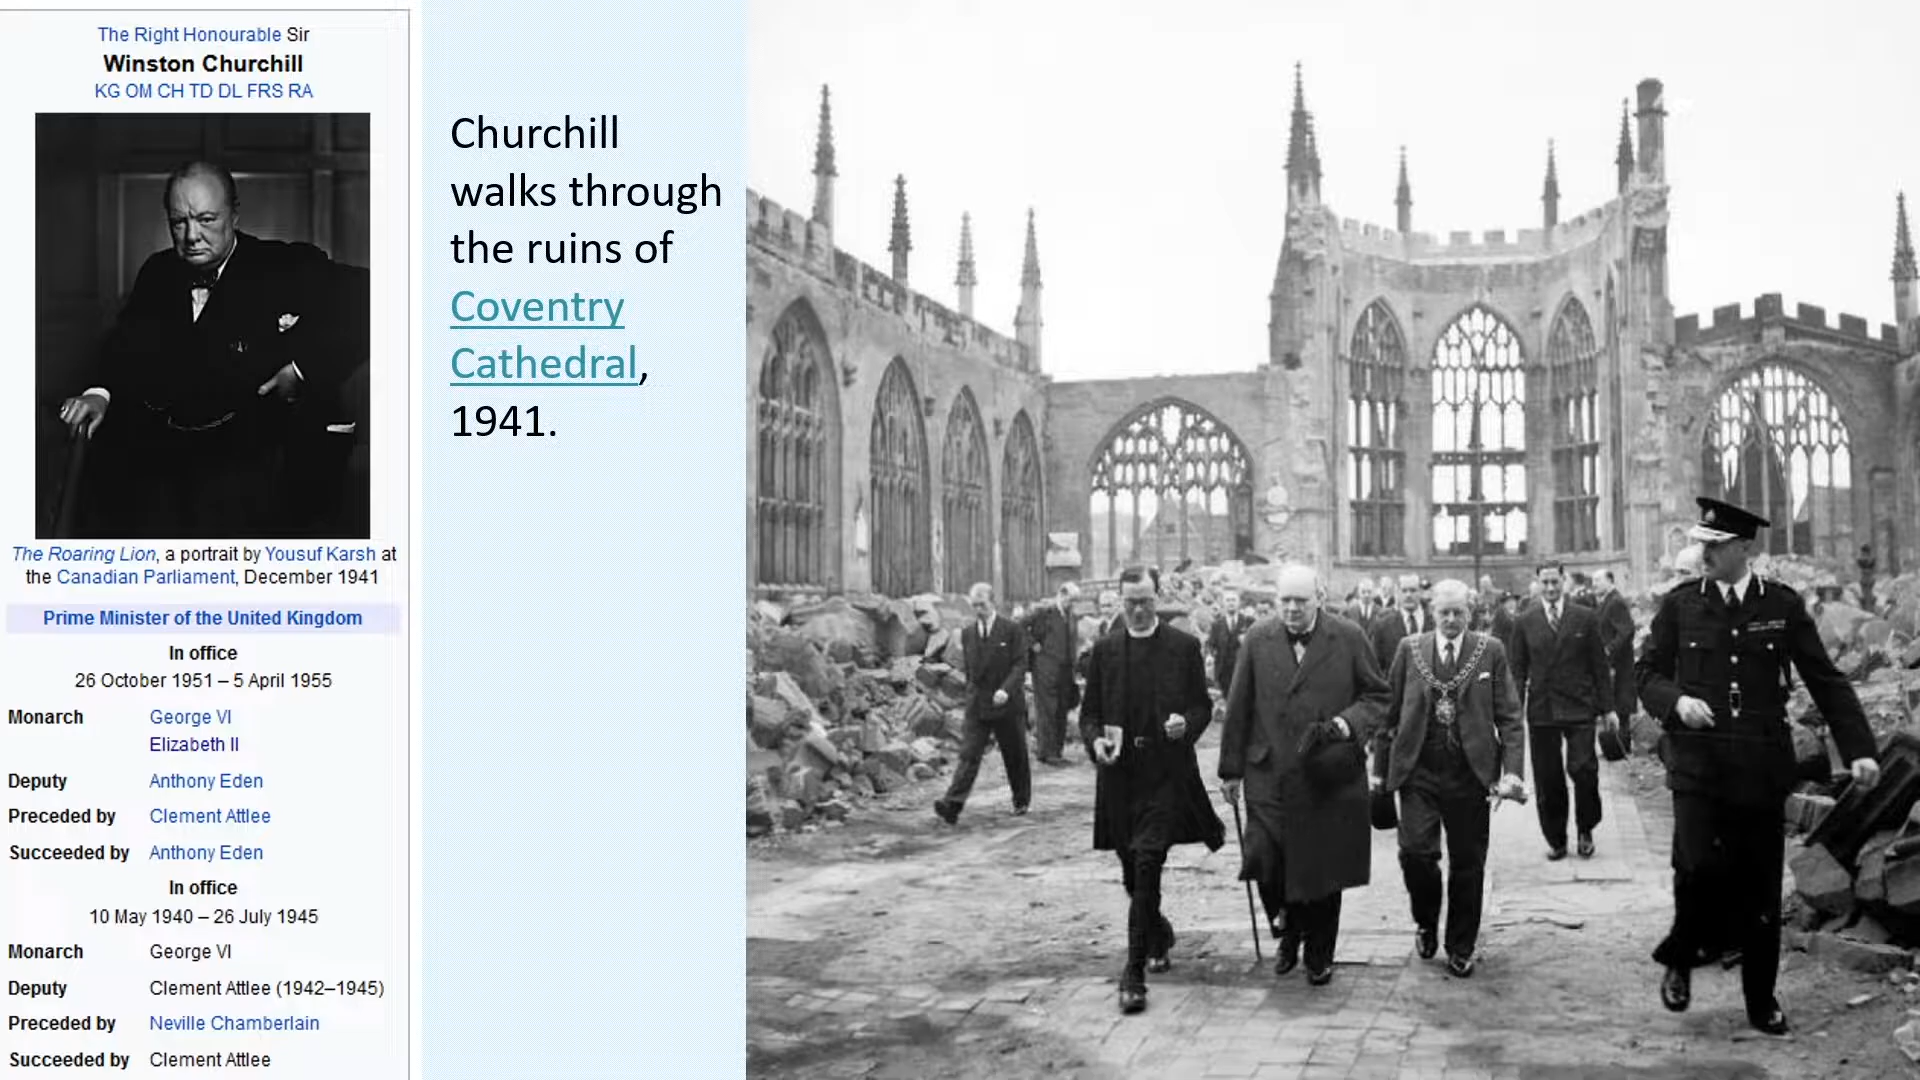 The Right Honourable Sir
Winston Churchill
KG OM CH TD DL FRS RA
The Roaring Lion, a portrait by Yousuf Karsh at
the Canadian Parliament, December 1941
Prime Minister of the United Kingdom
In office
26 October 1951 – 5 April 1955
Monarch George VI
Elizabeth II
Deputy Anthony Eden
Preceded by Clement Attlee
Succeeded by Anthony Eden
In office
10 May 1940 – 26 July 1945
Monarch George VI
Deputy Clement Attlee (1942–1945)
Preceded by Neville Chamberlain
Succeeded by Clement Attlee
Churchill
walks through
the ruins of
Coventry
Cathedral,
1941.